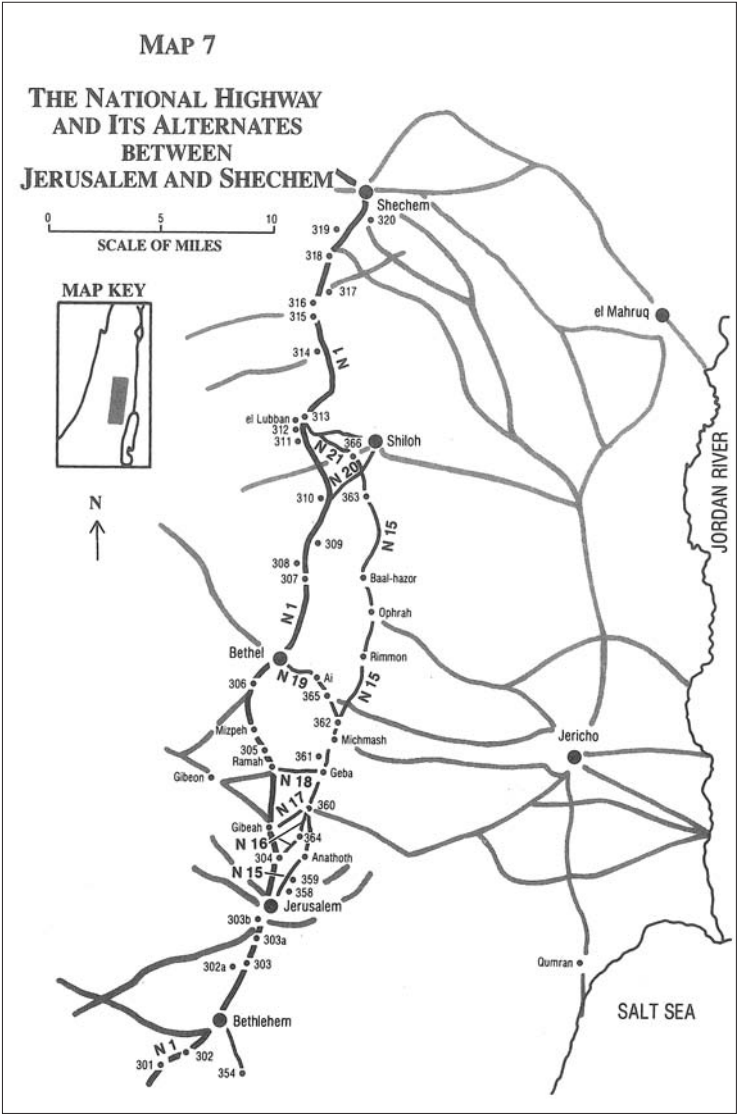 MAP 7
THE NATIONAL HIGHWAY
AND ITS ALTERNATES
BETWEEN
JERUSALEM AND SHECHEM
0 5 10
SCALE OF MILES
MAP KEY
N
Shechem
320
319
318
317
316
315
314
N 1
el Mahruq
313
el Lubban
312
311
366
Shiloh
N 21
N 20
310
363
N 15
309
308
307
Baal-hazor
N 1
Ophrah
Bethel
Rimmon
N 19
Ai
306
365
N 15
362
Mizpeh
Michmash
305
361
Ramah
Geba
Gibeon
N 18
Jericho
N 17
360
Gibeah
N 16
364
304
Anathoth
N 15
359
358
Jerusalem
303b
303a
302a
303
Qumran
Bethlehem
N 1
302
301
354
JORDAN RIVER
SALT SEA